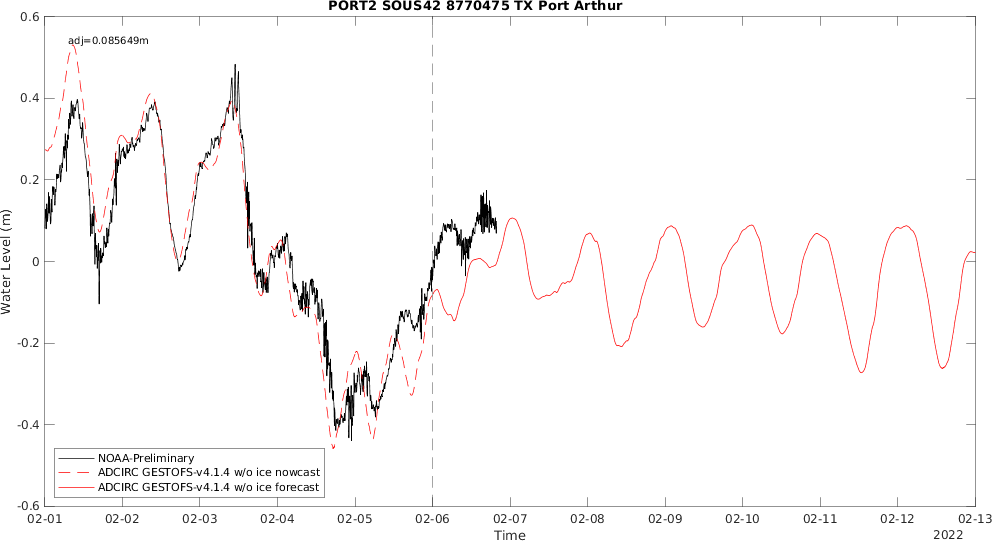 PORT2 SOUS42 8770475 TX Port Arthur
adj=0.085649m
Water Level (m)
0.6
0.4
0.2
0
-0.2
-0.4
-0.6
NOAA-Preliminary
ADCIRC GESTOFS-v4.1.4 w/o ice nowcast
ADCIRC GESTOFS-v4.1.4 w/o ice forecast
02-01 02-02 02-03 02-04 02-05 02-06 02-07 02-08 02-09 02-10 02-11 02-12 02-13
Time
2022